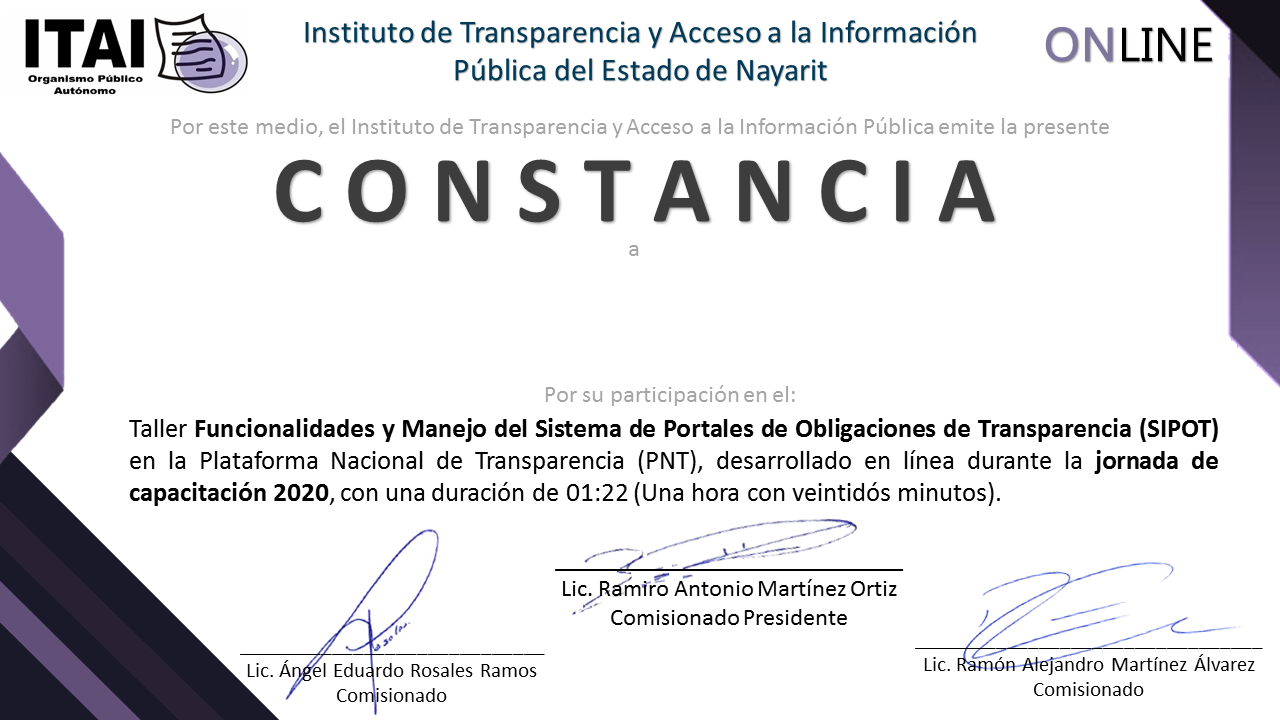 ITAI
Organismo Público
Autónomo
Instituto de Transparencia y Acceso a la Información
Pública del Estado de Nayarit
ONLINE
Por este medio, el Instituto de Transparencia y Acceso a la Información Pública emite la presente
CONSTANCIA
a
Por su participación en el:
Taller Funcionalidades y Manejo del Sistema de Portales de Obligaciones de Transparencia (SIPOT)
en la Plataforma Nacional de Transparencia (PNT), desarrollado en línea durante la jornada de
capacitación 2020, con una duración de 01:22 (Una hora con veintidós minutos).
Lic. Ramiro Antonio Martínez Ortiz
Comisionado Presidente
Lic. Ángel Eduardo Rosales Ramos
Comisionado
Lic. Ramón Alejandro Martínez Álvarez
Comisionado